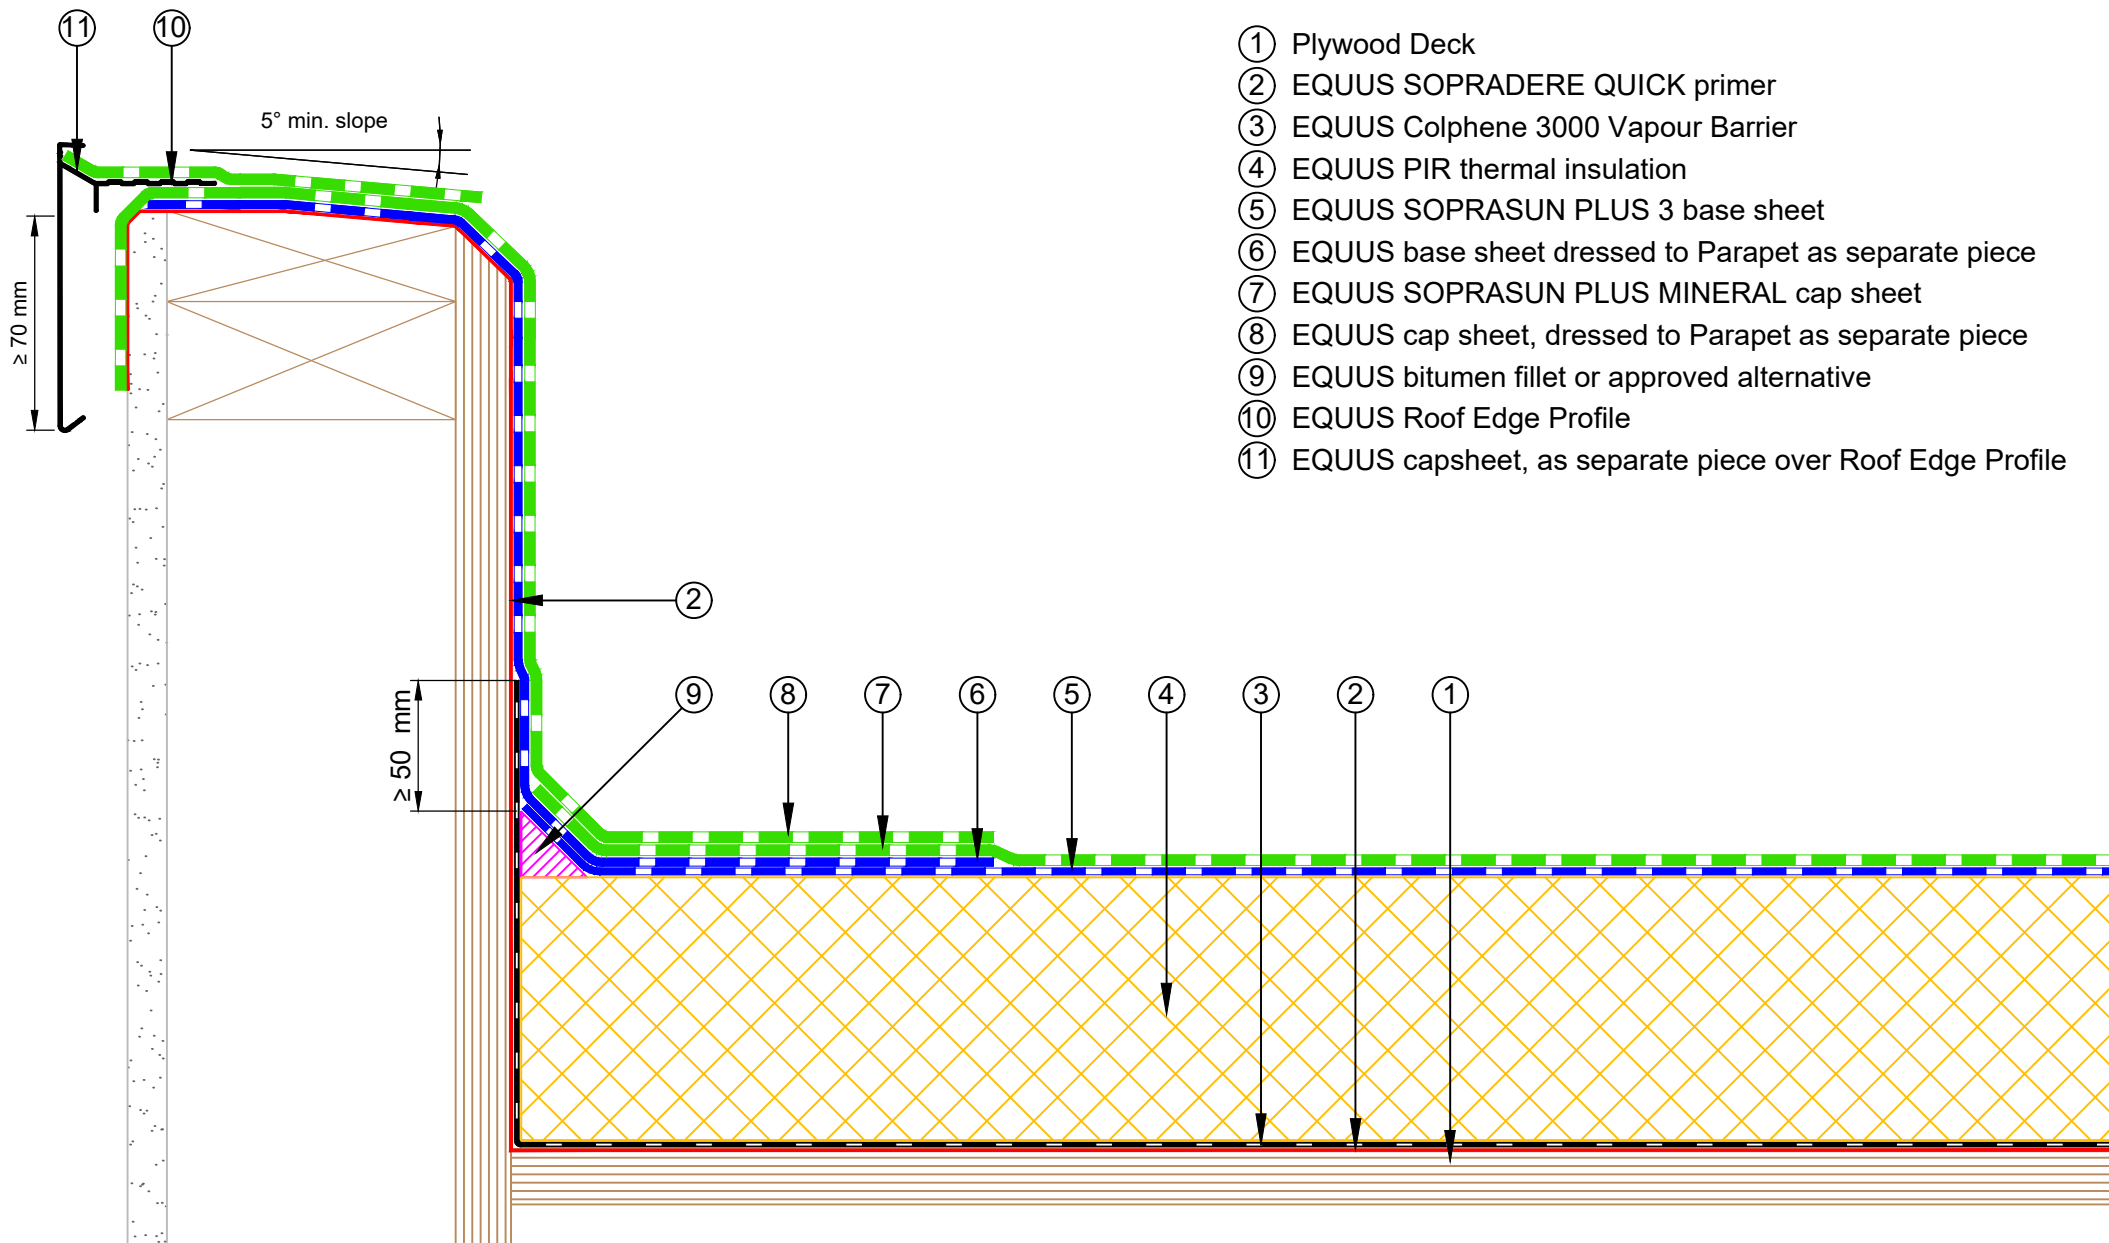 11 10
5° min. slope
≥ 70 mm
1 Plywood Deck
2 EQUUS SOPRADERE QUICK primer
3 EQUUS Colphene 3000 Vapour Barrier
4 EQUUS PIR thermal insulation
5 EQUUS SOPRASUN PLUS 3 base sheet
6 EQUUS base sheet dressed to Parapet as separate piece
7 EQUUS SOPRASUN PLUS MINERAL cap sheet
8 EQUUS cap sheet, dressed to Parapet as separate piece
9 EQUUS bitumen fillet or approved alternative
10 EQUUS Roof Edge Profile
11 EQUUS capsheet, as separate piece over Roof Edge Profile
2
≥ 50 mm
9 8 7 6 5 4 3 2 1